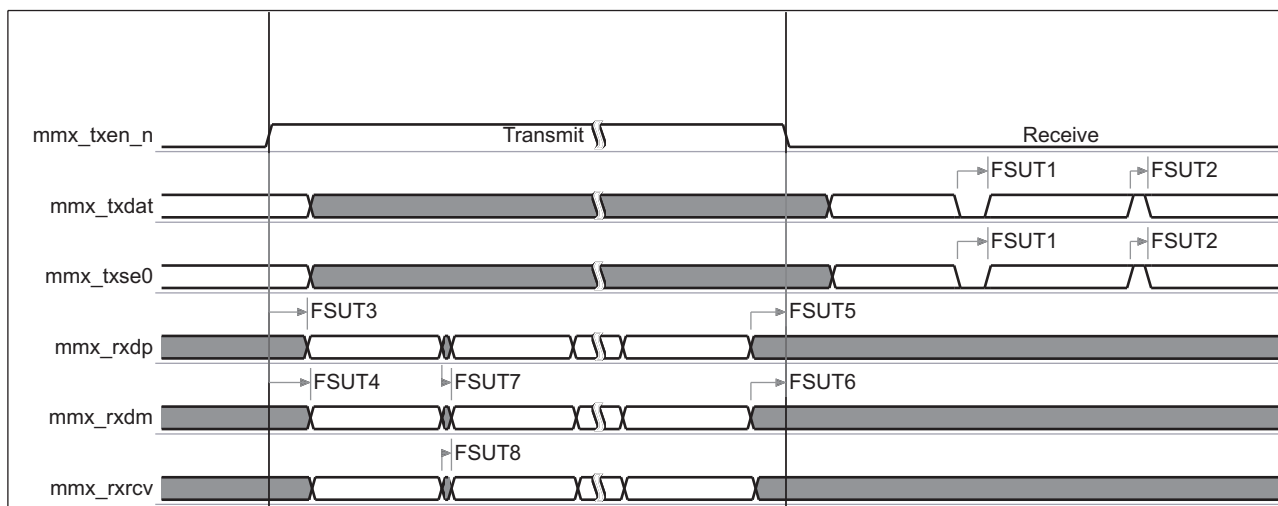 mmx_txen_n Transmit Receive
FSUT1 FSUT2
mmx_txdat
FSUT1 FSUT2
mmx_txse0
FSUT3 FSUT5
mmx_rxdp
FSUT4 FSUT7 FSUT6
mmx_rxdm
FSUT8
mmx_rxrcv